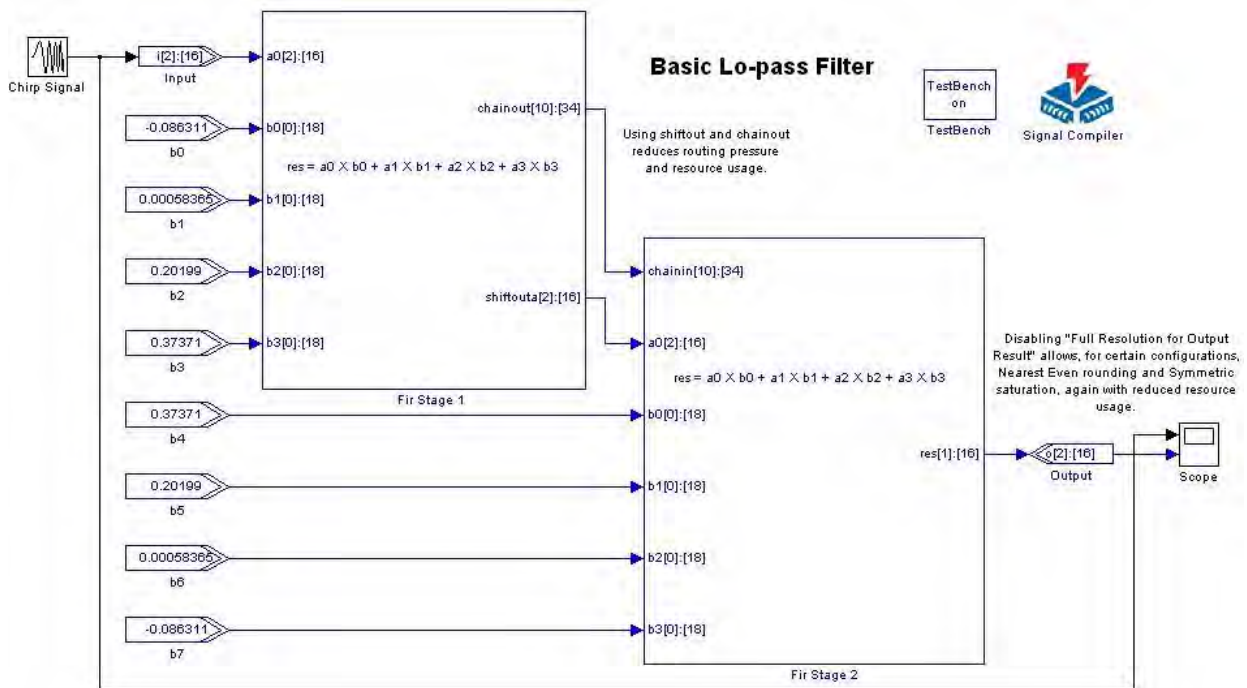 Chirp Signal
i[2]:[16]
Input
-0.086311
b0
0.00058365
b1
0.20199
b2
0.37371
b3
0.37371
b4
0.20199
b5
0.00058365
b6
-0.086311
b7
a0[2]:[16]
b0[0]:[18]
b1[0]:[18]
b2[0]:[18]
b3[0]:[18]
res = a0 X b0 + a1 X b1 + a2 X b2 + a3 X b3
chainout[10]:[34]
shiftouta[2]:[16]
Fir Stage 1
Basic Lo-pass Filter
Using shiftout and chainout
reduces routing pressure
and resource usage.
TestBench
on
TestBench
Signal Compiler
chainin[10]:[34]
a0[2]:[16]
res = a0 X b0 + a1 X b1 + a2 X b2 + a3 X b3
b0[0]:[18]
b1[0]:[18]
b2[0]:[18]
b3[0]:[18]
res[1]:[16]
Fir Stage 2
Disabling "Full Resolution for Output
Result" allows, for certain configurations,
Nearest Even rounding and Symmetric
saturation, again with reduced resource
usage.
o[2]:[16]
Output
Scope